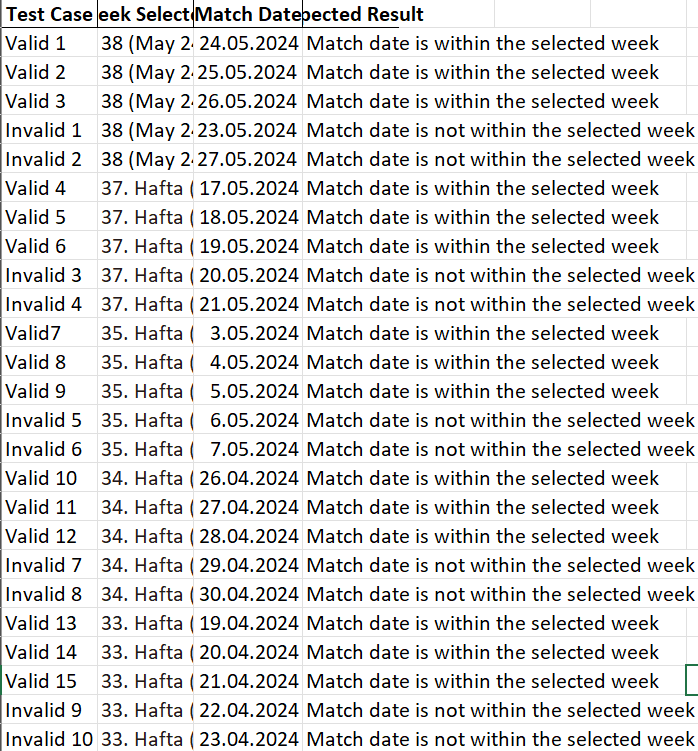 Test Case eek Selecte Match Date pected Result
Valid 1 38 (May 24 24.05.2024 Match date is within the selected week
Valid 2 38 (May 24 25.05.2024 Match date is within the selected week
Valid 3 38 (May 24 26.05.2024 Match date is within the selected week
Invalid 1 38 (May 24 23.05.2024 Match date is not within the selected week
Invalid 2 38 (May 24 27.05.2024 Match date is not within the selected week
Valid 4 37. Hafta ( 17.05.2024 Match date is within the selected week
Valid 5 37. Hafta ( 18.05.2024 Match date is within the selected week
Valid 6 37. Hafta ( 19.05.2024 Match date is within the selected week
Invalid 3 37. Hafta ( 20.05.2024 Match date is not within the selected week
Invalid 4 37. Hafta ( 21.05.2024 Match date is not within the selected week
Valid7 35. Hafta ( 3.05.2024 Match date is within the selected week
Valid 8 35. Hafta ( 4.05.2024 Match date is within the selected week
Valid 9 35. Hafta ( 5.05.2024 Match date is within the selected week
Invalid 5 35. Hafta ( 6.05.2024 Match date is not within the selected week
Invalid 6 35. Hafta ( 7.05.2024 Match date is not within the selected week
Valid 10 34. Hafta ( 26.04.2024 Match date is within the selected week
Valid 11 34. Hafta ( 27.04.2024 Match date is within the selected week
Valid 12 34. Hafta ( 28.04.2024 Match date is within the selected week
Invalid 7 34. Hafta ( 29.04.2024 Match date is not within the selected week
Invalid 8 34. Hafta ( 30.04.2024 Match date is not within the selected week
Valid 13 33. Hafta ( 19.04.2024 Match date is within the selected week
Valid 14 33. Hafta ( 20.04.2024 Match date is within the selected week
Valid 15 33. Hafta ( 21.04.2024 Match date is within the selected week
Invalid 9 33. Hafta ( 22.04.2024 Match date is not within the selected week
Invalid 10 33. Hafta ( 23.04.2024 Match date is not within the selected week